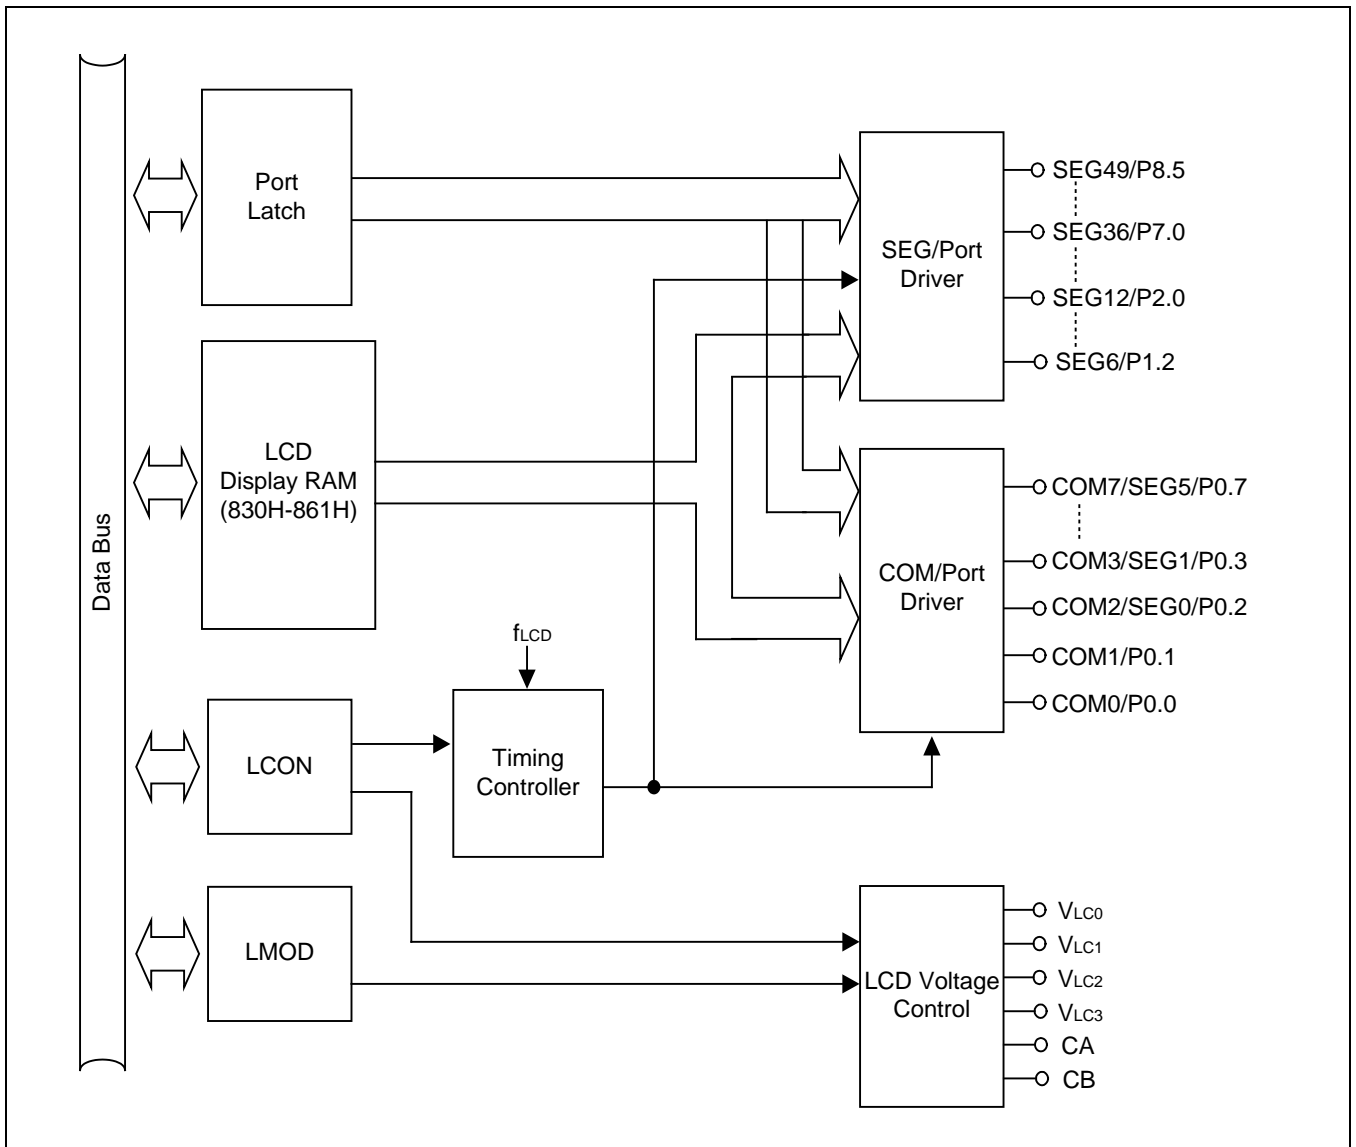 Data Bus
Port
Latch
LCD
Display RAM
(830H-861H)
LCON
LMOD
fLCD
Timing
Controller
SEG/Port
Driver
COM/Port
Driver
LCD Voltage
Control
SEG49/P8.5
SEG36/P7.0
SEG12/P2.0
SEG6/P1.2
COM7/SEG5/P0.7
COM3/SEG1/P0.3
COM2/SEG0/P0.2
COM1/P0.1
COM0/P0.0
VLC0
VLC1
VLC2
VLC3
CA
CB